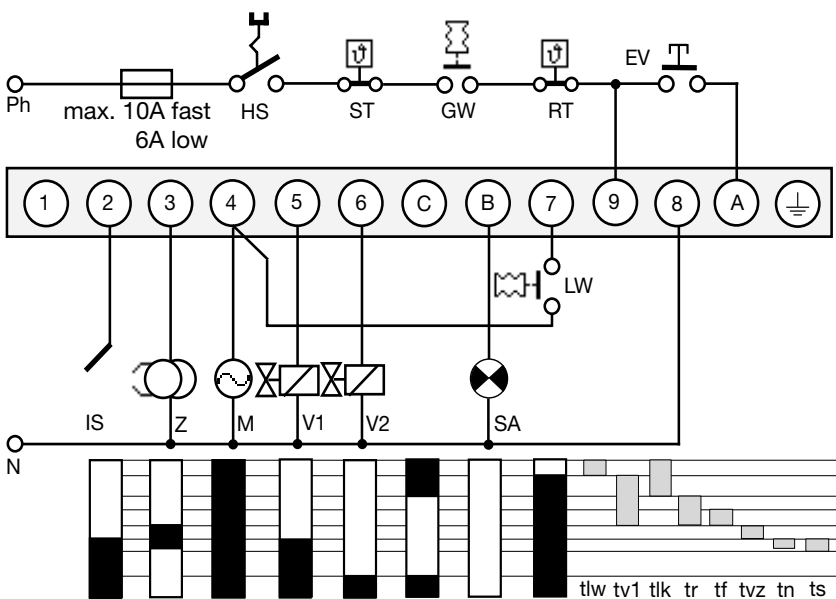 EV
Ph
max. 10A fast
6A low
HS
ST
GW
RT
ϑ
ϑ
1 2 3 4 5 6 C B 7 9 8 A
LW
IS Z M V1 V2 SA
N
tlw tv1 tlk tr tf tvz tn ts